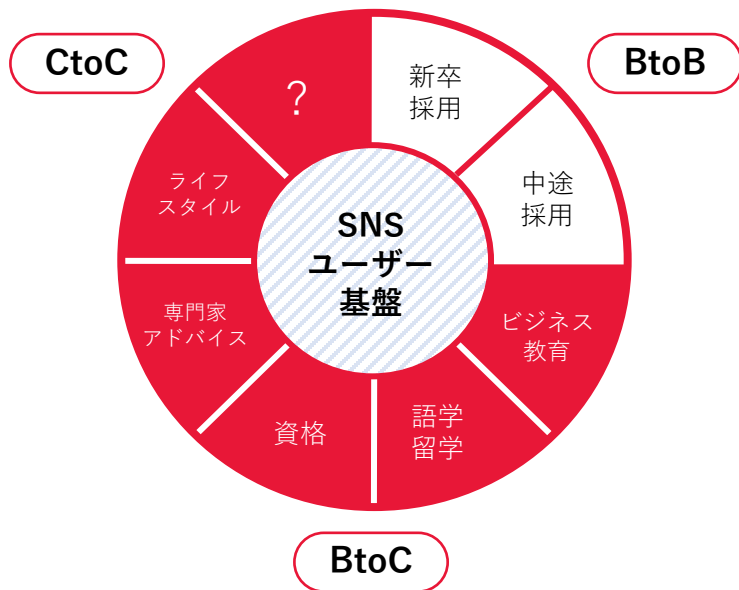 CtoC
BtoB
？
新卒
採用
中途
採用
ライフ
スタイル
SNS
ユーザー
基盤
専門家
アドバイス
ビジネス
教育
資格
語学
留学
BtoC